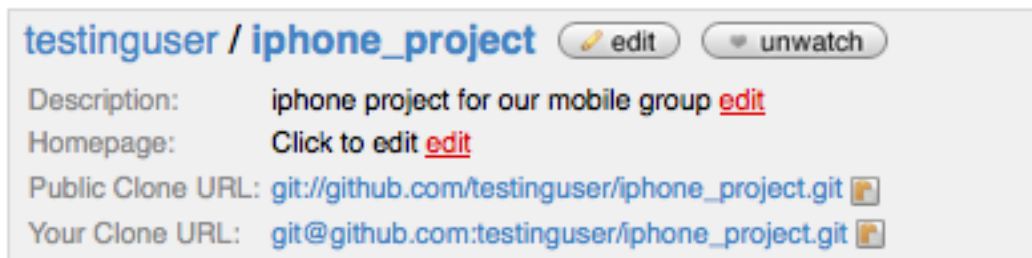 testinguser / iphone_project edit unwatch
Description: iphone project for our mobile group edit
Homepage: Click to edit edit
Public Clone URL: git://github.com/testinguser/iphone_project.git
Your Clone URL: git@github.com:testinguser/iphone_project.git